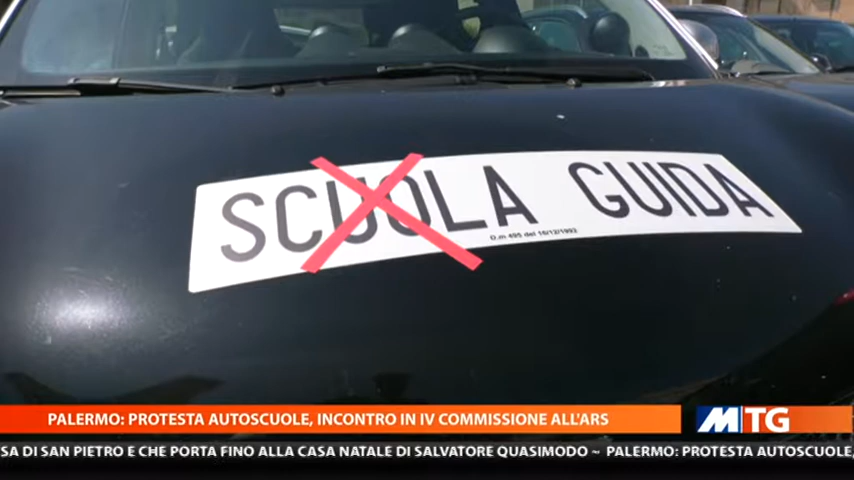 SCUOLA GUIDA
D.m 495 del 16/12/1992
PALERMO: PROTESTA AUTOSCUOLE, INCONTRO IN IV COMMISSIONE ALL'ARS
MTG
SA DI SAN PIETRO E CHE PORTA FINO ALLA CASA NATALE DI SALVATORE QUASIMODO ~ PALERMO: PROTESTA AUTOSCUOLE,